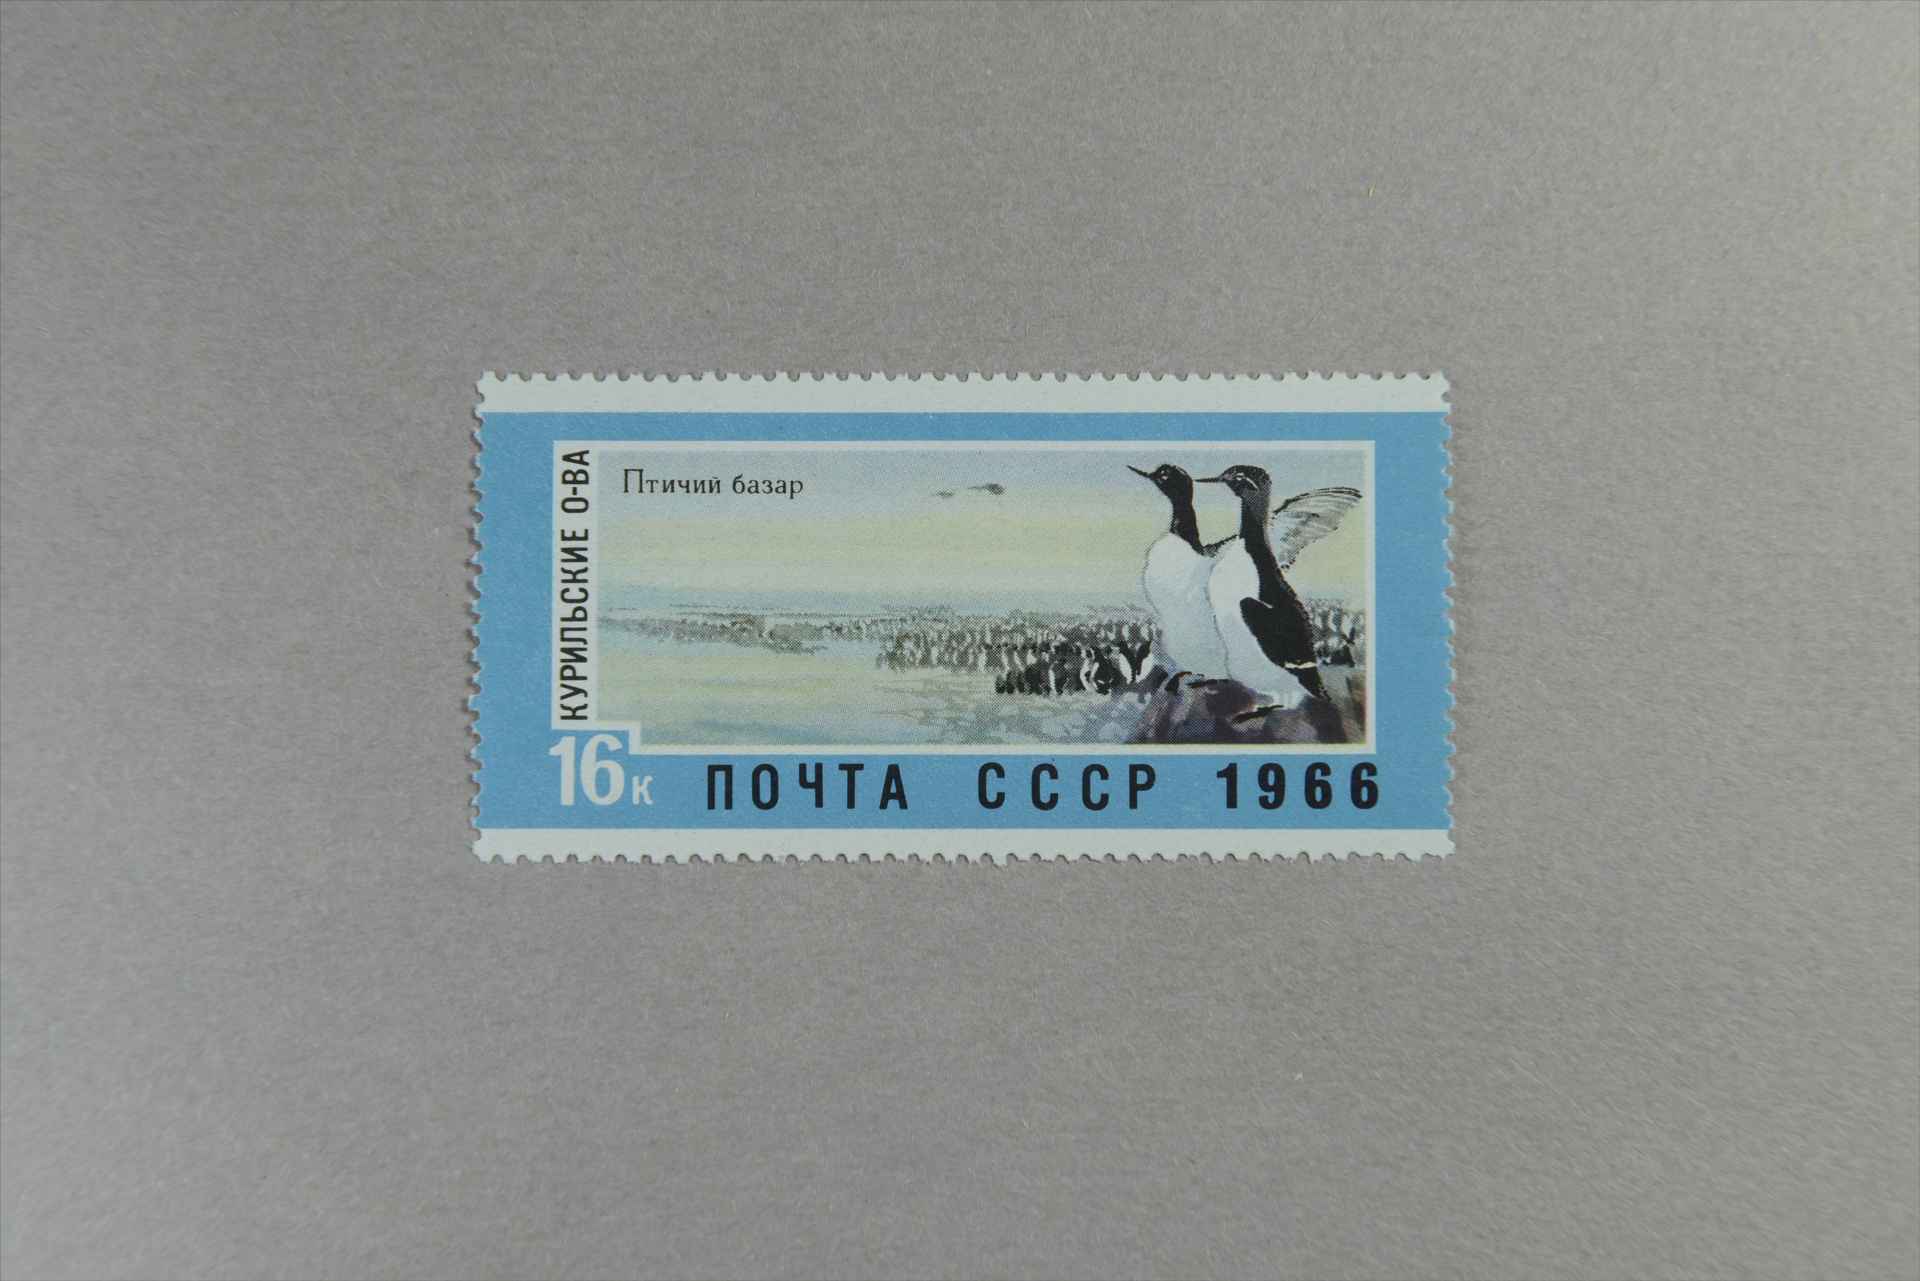 КУРИЛЬСКИЕ О-ВА
Птичий базар
16к
ПОЧТА СССР 1966